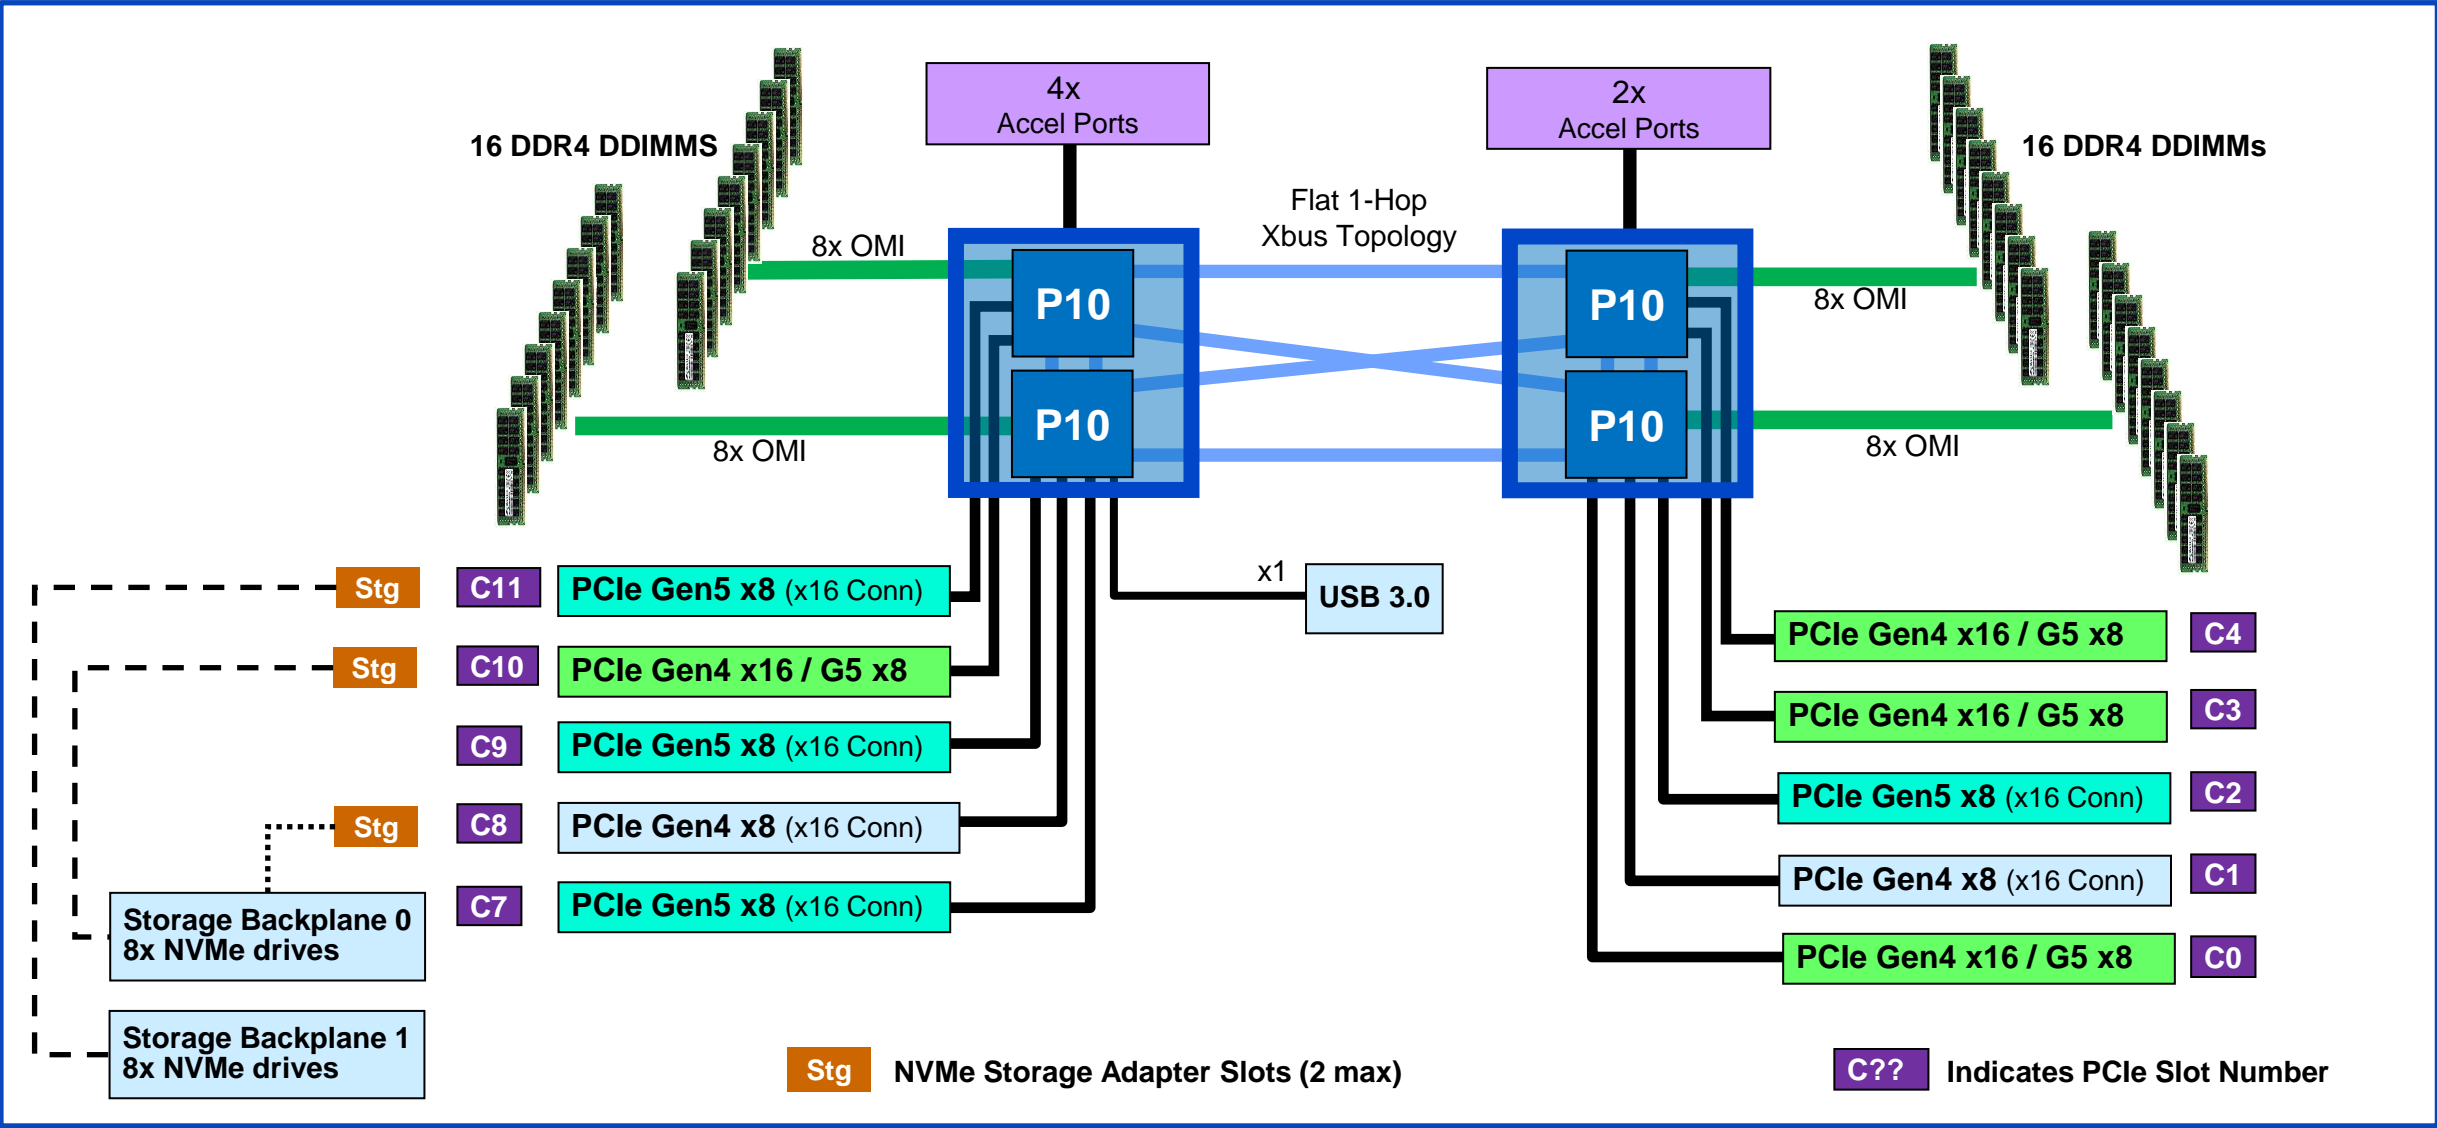 4x
Accel Ports
2x
Accel Ports
16 DDR4 DDIMMS
16 DDR4 DDIMMs
Flat 1-Hop
Xbus Topology
8x OMI
8x OMI
P10
P10
P10
P10
8x OMI
8x OMI
Stg
C11
PCIe Gen5 x8 (x16 Conn)
x1
USB 3.0
PCIe Gen4 x16 / G5 x8
C4
Stg
C10
PCIe Gen4 x16 / G5 x8
PCIe Gen4 x16 / G5 x8
C3
C9
PCIe Gen5 x8 (x16 Conn)
PCIe Gen5 x8 (x16 Conn)
C2
Stg
C8
PCIe Gen4 x8 (x16 Conn)
PCIe Gen4 x8 (x16 Conn)
C1
C7
PCIe Gen5 x8 (x16 Conn)
PCIe Gen4 x16 / G5 x8
C0
Storage Backplane 0
8x NVMe drives
Storage Backplane 1
8x NVMe drives
Stg
NVMe Storage Adapter Slots (2 max)
C??
Indicates PCIe Slot Number